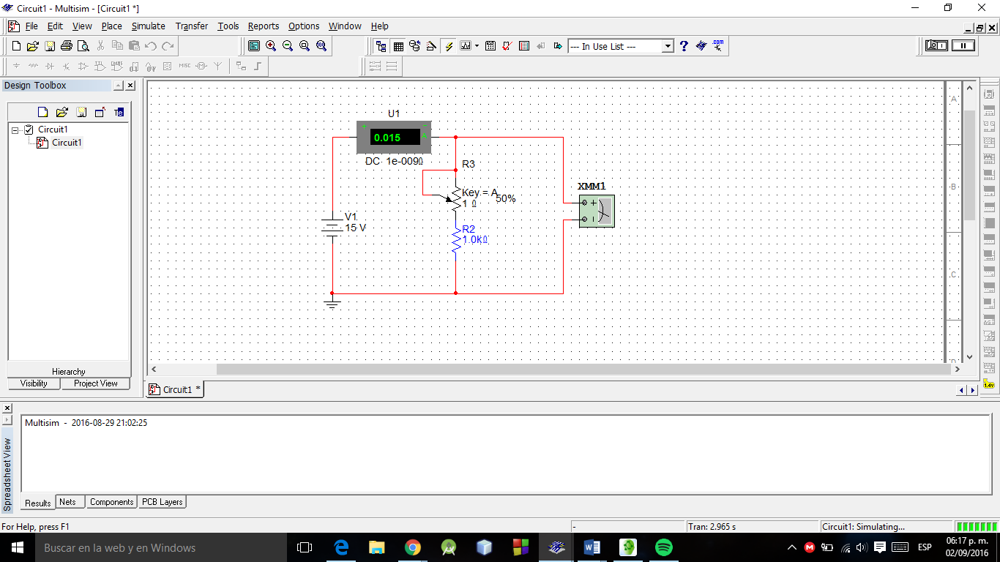 Circuit1 - Multisim - [Circuit1 *]
File Edit View Place Simulate Transfer Tools Reports Options Window Help
--- In Use List ---
MISC
Design Toolbox
Circuit1
Circuit1
Hierarchy
Visibility Project View
U1
+ -
0.015 A
DC 1e-009Ω
R3
Key = A
50%
1 Ω
V1
15 V
R2
1.0kΩ
XMM1
+
A
B
C
D
Circuit1 *
1.4v
Spreadsheet View
Multisim - 2016-08-29 21:02:25
Results Nets Components PCB Layers
For Help, press F1
-
Tran: 2.965 s
Circuit1: Simulating...
Buscar en la web y en Windows
ESP
06:17 p. m.
02/09/2016